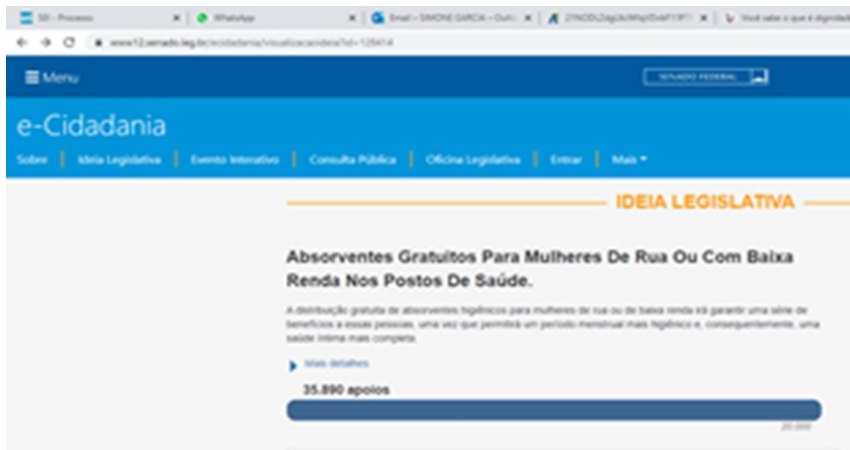 SEI - Processo
WhatsApp
Email – SIMONE GARCIA – Outl
Você sabe o que é dignidad
www12.senado.leg.br/ecidadania/visualizacaoideia?id=129414
Menu
SENADO FEDERAL
e-Cidadania
Sobre | Ideia Legislativa | Evento Interativo | Consulta Pública | Oficina Legislativa | Entrar | Mais
IDEIA LEGISLATIVA
Absorventes Gratuitos Para Mulheres De Rua Ou Com Baixa
Renda Nos Postos De Saúde.
A distribuição gratuita de absorventes higiênicos para mulheres de rua ou de baixa renda irá garantir uma série de
benefícios a essas pessoas, uma vez que permitirá um período menstrual mais higiênico e, consequentemente, uma
saúde íntima mais completa.
Mais detalhes
35.890 apoios
20.000